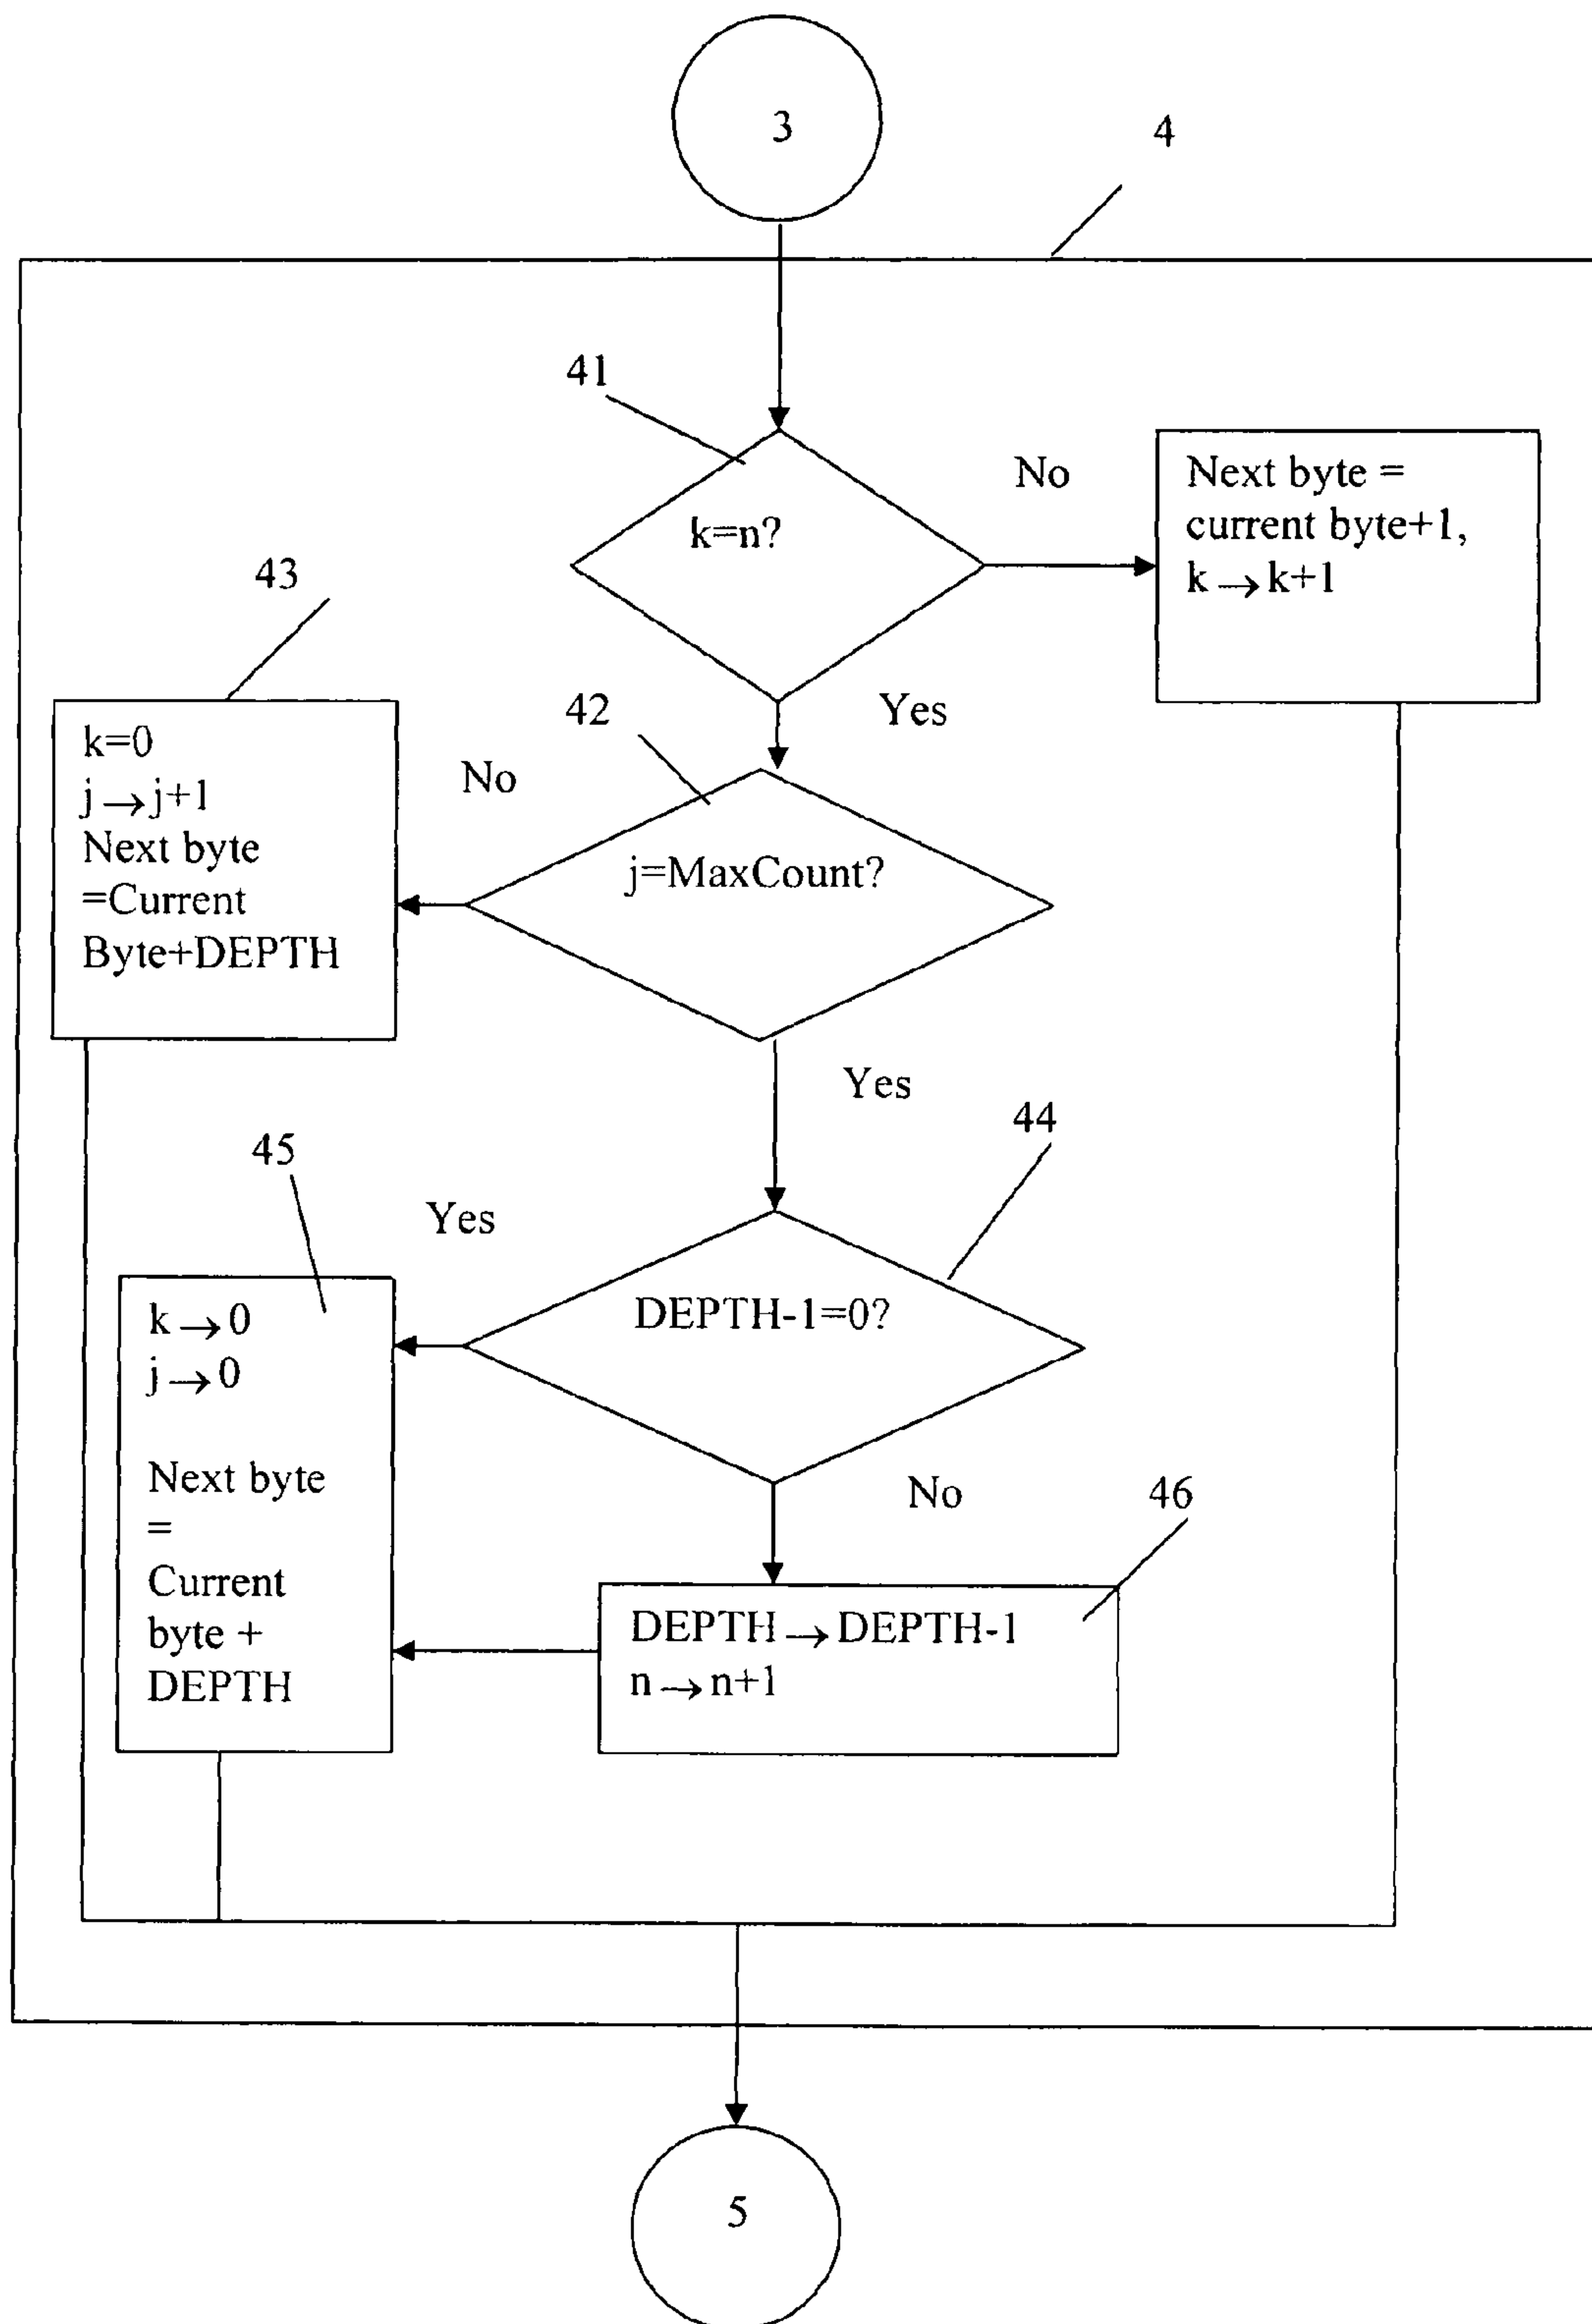 3
4
41
No
Next byte =
current byte+1,
k→k+1
k=n?
43
42
Yes
k=0
j→j+1
Next byte
=Current
Byte+DEPTH
No
j=MaxCount?
Yes
44
45
Yes
k→0
j→0
Next byte
=
Current
byte +
DEPTH
DEPTH-1=0?
No
46
DEPTH→DEPTH-1
n→n+1
5